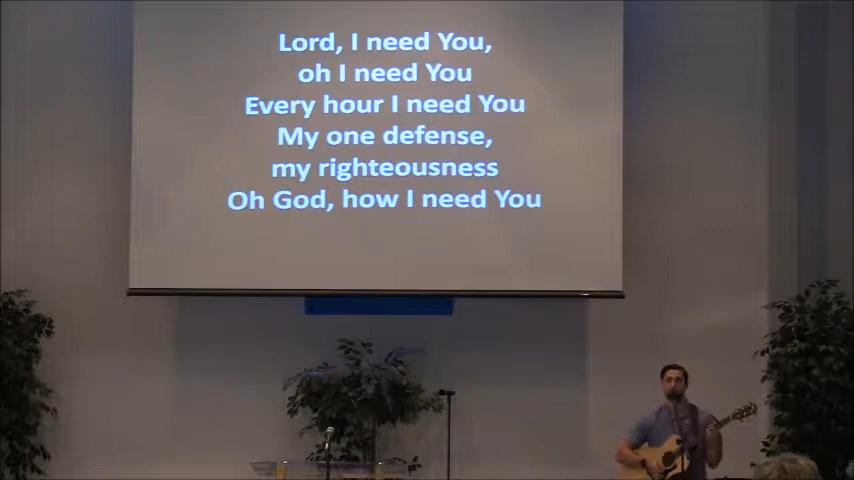 Lord, I need You,
oh I need You
Every hour I need You
My one defense,
my righteousness
Oh God, how I need You